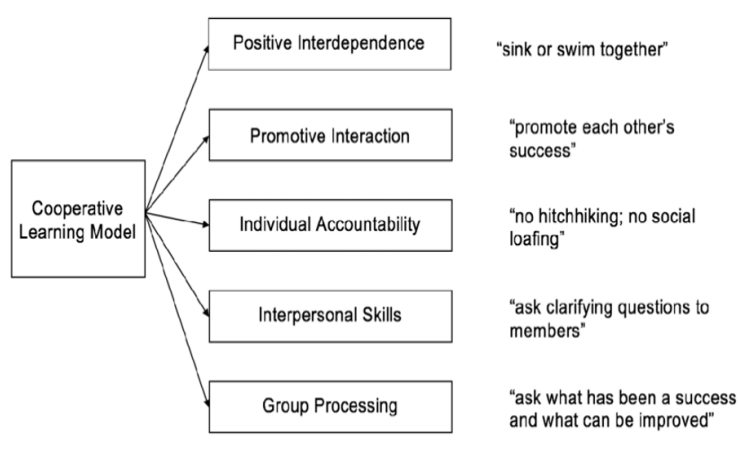 Positive Interdependence
“sink or swim together”
Promotive Interaction
“promote each other’s
success”
Cooperative
Learning Model
Individual Accountability
“no hitchhiking; no social
loafing”
Interpersonal Skills
“ask clarifying questions to
members”
Group Processing
“ask what has been a success
and what can be improved”